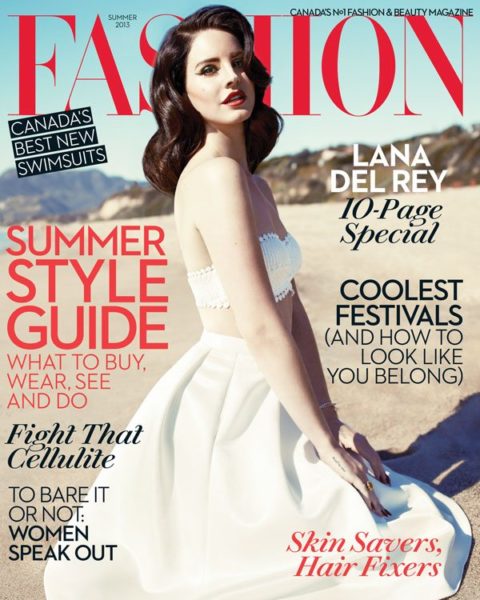 CANADA'S Nº1 FASHION & BEAUTY MAGAZINE
SUMMER
2013
FASHION
CANADA'S
BEST NEW
SWIMSUITS
LANA
DEL REY
10-Page
Special
SUMMER
STYLE
GUIDE
WHAT TO BUY,
WEAR, SEE
AND DO
COOLEST
FESTIVALS
(AND HOW TO
LOOK LIKE
YOU BELONG)
Fight That
Cellulite
TO BARE IT
OR NOT:
WOMEN
SPEAK OUT
Skin Savers,
Hair Fixers